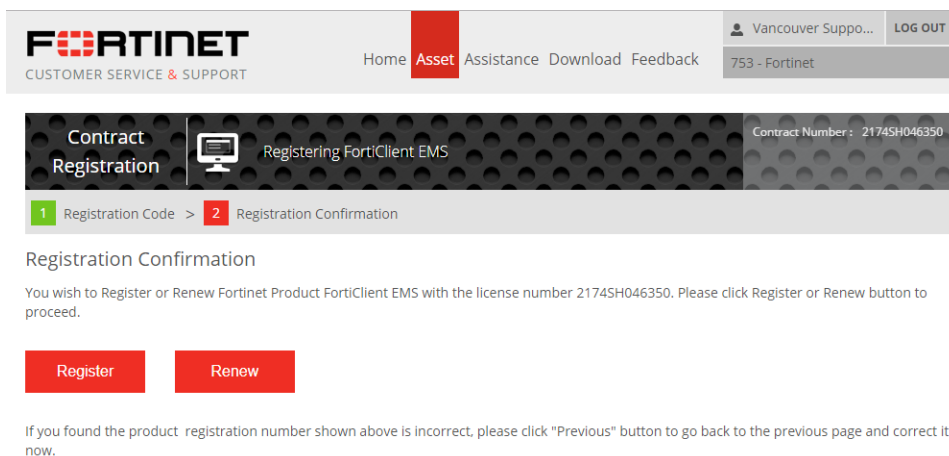 FORTINET
CUSTOMER SERVICE & SUPPORT
Home Asset Assistance Download Feedback
Vancouver Suppo... LOG OUT
753 - Fortinet
Contract
Registration
Registering FortiClient EMS
Contract Number : 2174SH046350
1 Registration Code > 2 Registration Confirmation
Registration Confirmation
You wish to Register or Renew Fortinet Product FortiClient EMS with the license number 2174SH046350. Please click Register or Renew button to
proceed.
Register Renew
If you found the product registration number shown above is incorrect, please click "Previous" button to go back to the previous page and correct it
now.